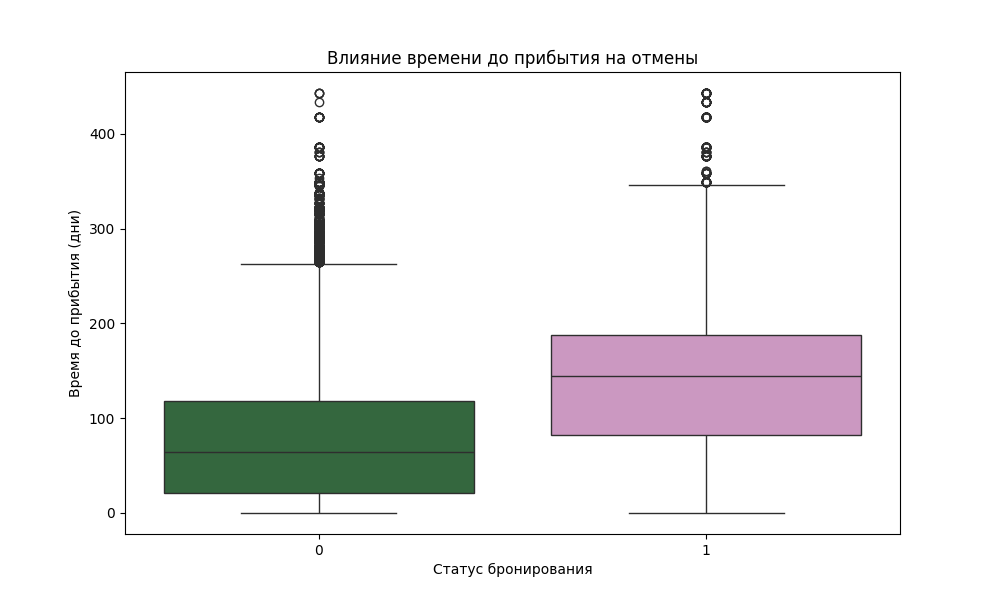 Влияние времени до прибытия на отмены
Время до прибытия (дни)
400
300
200
100
0
0 1
Статус бронирования